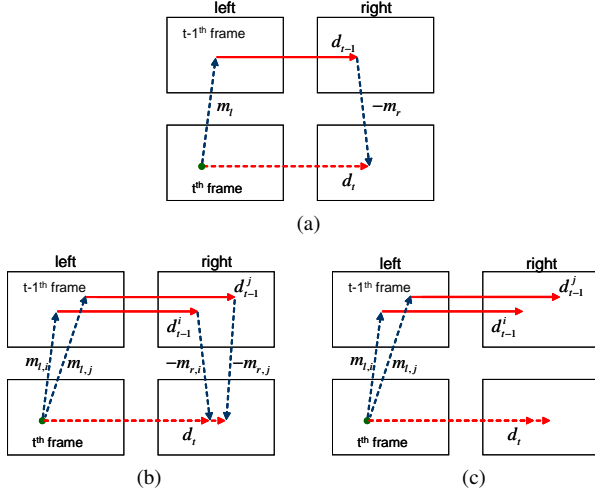 left right
t-1th frame
d_{t-1}
m_l
-m_r
d_t
tth frame
(a)
left right
t-1th frame
d^j_{t-1}
d^i_{t-1}
m_{l,i} m_{l,j} -m_{r,i} -m_{r,j}
d_t
tth frame
(b)
left right
t-1th frame
d^j_{t-1}
d^i_{t-1}
m_{l,i} m_{l,j}
d_t
tth frame
(c)